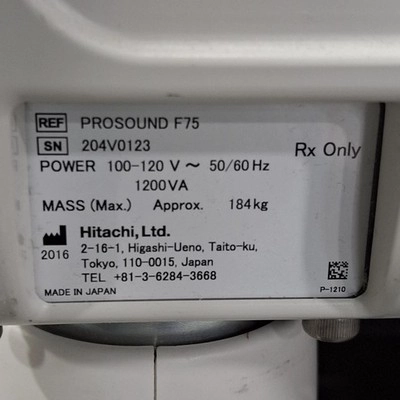 REF PROSOUND F75
SN 204V0123
Rx Only
POWER 100-120 V ~ 50/60 Hz
1200VA
MASS (Max.) Approx. 184kg
Hitachi, Ltd.
2016 2-16-1, Higashi-Ueno, Taito-ku,
Tokyo, 110-0015, Japan
TEL +81-3-6284-3668
MADE IN JAPAN
P-1210